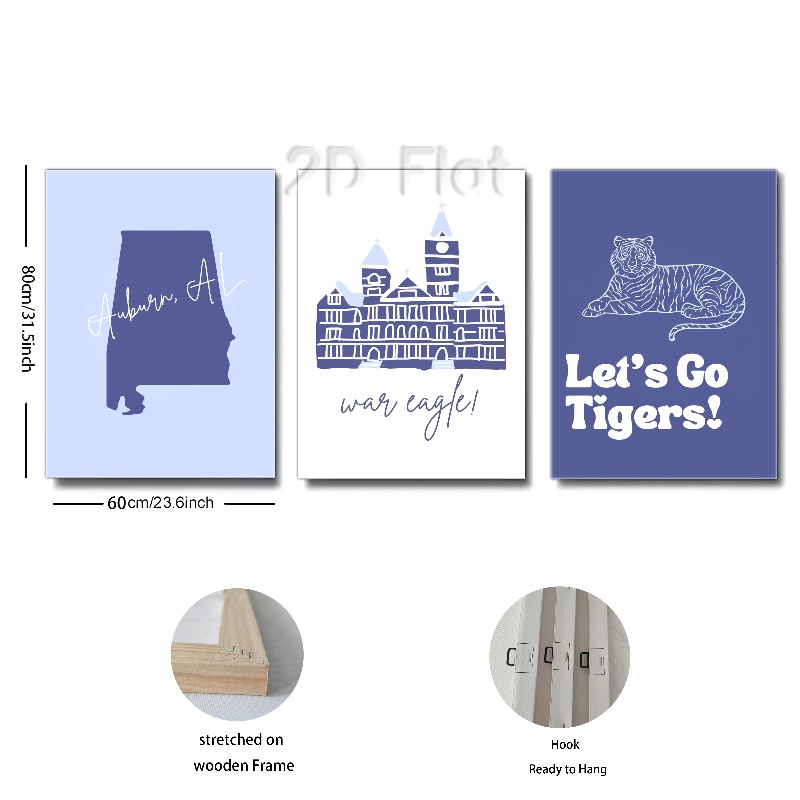 2D Flat
80cm/31.5inch
Auburn, AL
war eagle!
Let's Go
Tigers!
60cm/23.6inch
stretched on
wooden Frame
Hook
Ready to Hang